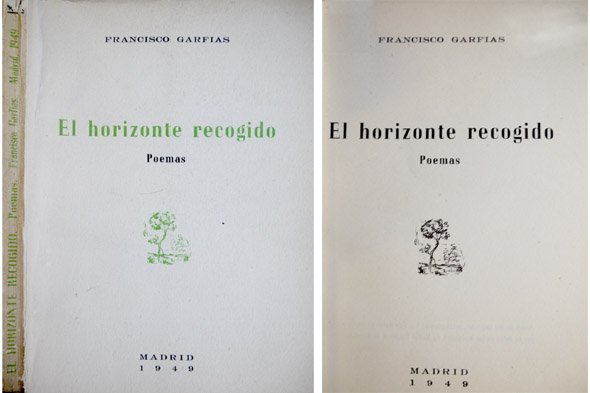 EL HORIZONTE RECOGIDO. Poemas. - Francisco Garfias. - Madrid, 1949
FRANCISCO GARFIAS
El horizonte recogido
Poemas
MADRID
1949
FRANCISCO GARFIAS
El horizonte recogido
Poemas
MADRID
1949